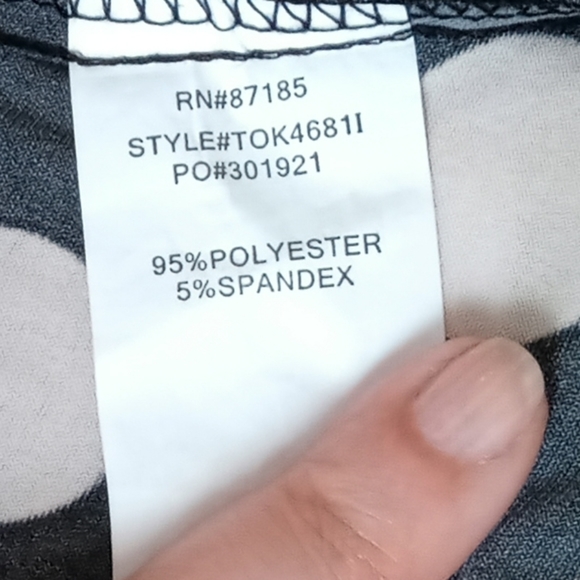 RN#87185
STYLE#TOK4681I
PO#301921
95%POLYESTER
5%SPANDEX